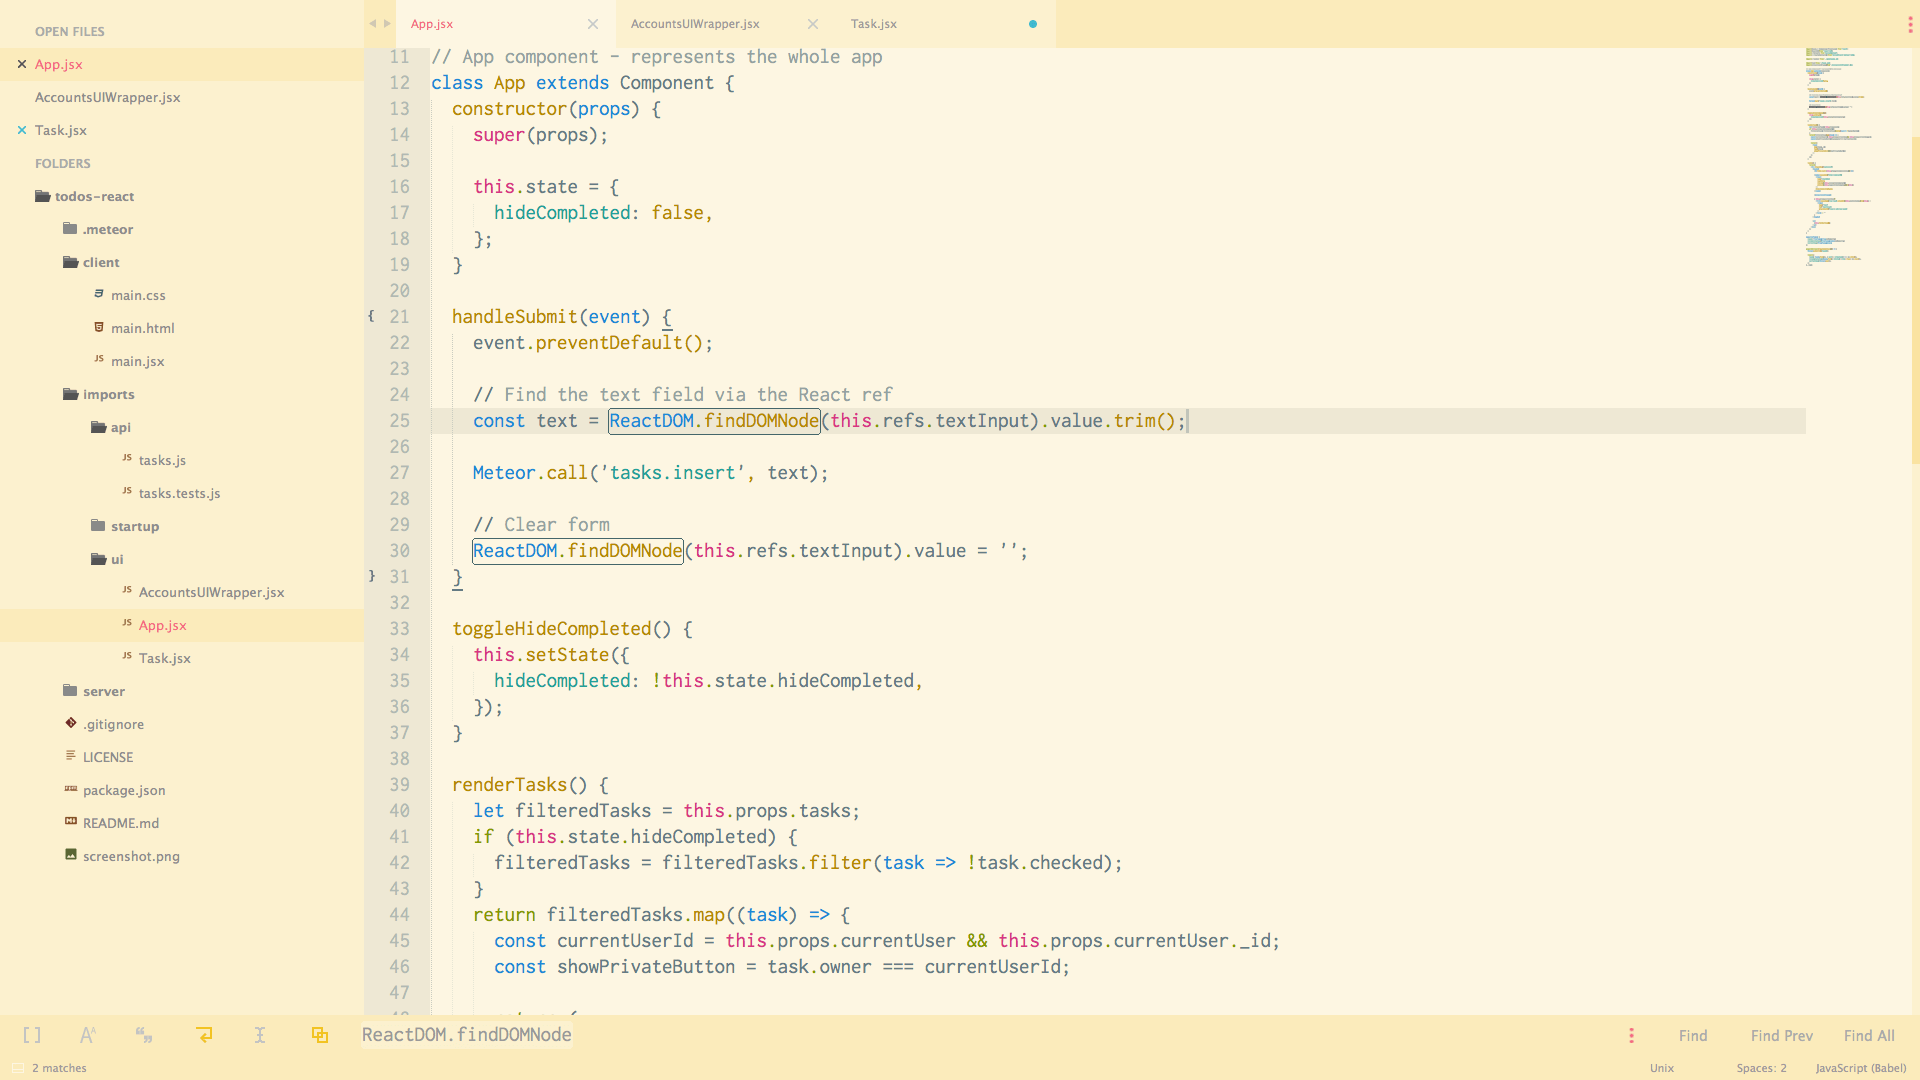 OPEN FILES
App.jsx
AccountsUIWrapper.jsx
Task.jsx
FOLDERS
todos-react
.meteor
client
main.css
main.html
JS main.jsx
imports
api
JS tasks.js
JS tasks.tests.js
startup
ui
JS AccountsUIWrapper.jsx
JS App.jsx
JS Task.jsx
server
.gitignore
LICENSE
package.json
README.md
screenshot.png
App.jsx AccountsUIWrapper.jsx Task.jsx
11 // App component - represents the whole app
12 class App extends Component {
13 constructor(props) {
14 super(props);
15
16 this.state = {
17 hideCompleted: false,
18 };
19 }
20
{ 21 handleSubmit(event) {
22 event.preventDefault();
23
24 // Find the text field via the React ref
25 const text = ReactDOM.findDOMNode(this.refs.textInput).value.trim();
26
27 Meteor.call('tasks.insert', text);
28
29 // Clear form
30 ReactDOM.findDOMNode(this.refs.textInput).value = '';
} 31 }
32
33 toggleHideCompleted() {
34 this.setState({
35 hideCompleted: !this.state.hideCompleted,
36 });
37 }
38
39 renderTasks() {
40 let filteredTasks = this.props.tasks;
41 if (this.state.hideCompleted) {
42 filteredTasks = filteredTasks.filter(task => !task.checked);
43 }
44 return filteredTasks.map((task) => {
45 const currentUserId = this.props.currentUser && this.props.currentUser._id;
46 const showPrivateButton = task.owner === currentUserId;
47
ReactDOM.findDOMNode Find Find Prev Find All
2 matches Unix Spaces: 2 JavaScript (Babel)